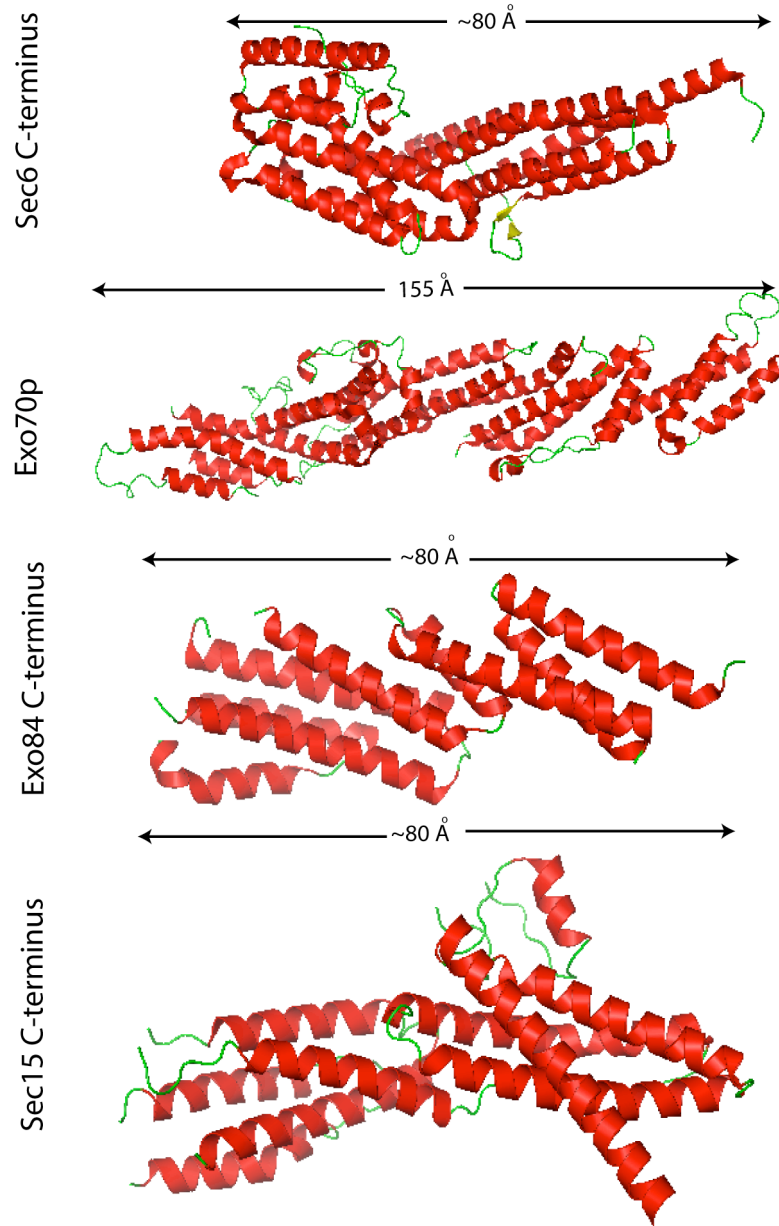 ~80 Å
Sec6 C-terminus
155 Å
Exo70p
~80 Å
Exo84 C-terminus
~80 Å
Sec15 C-terminus